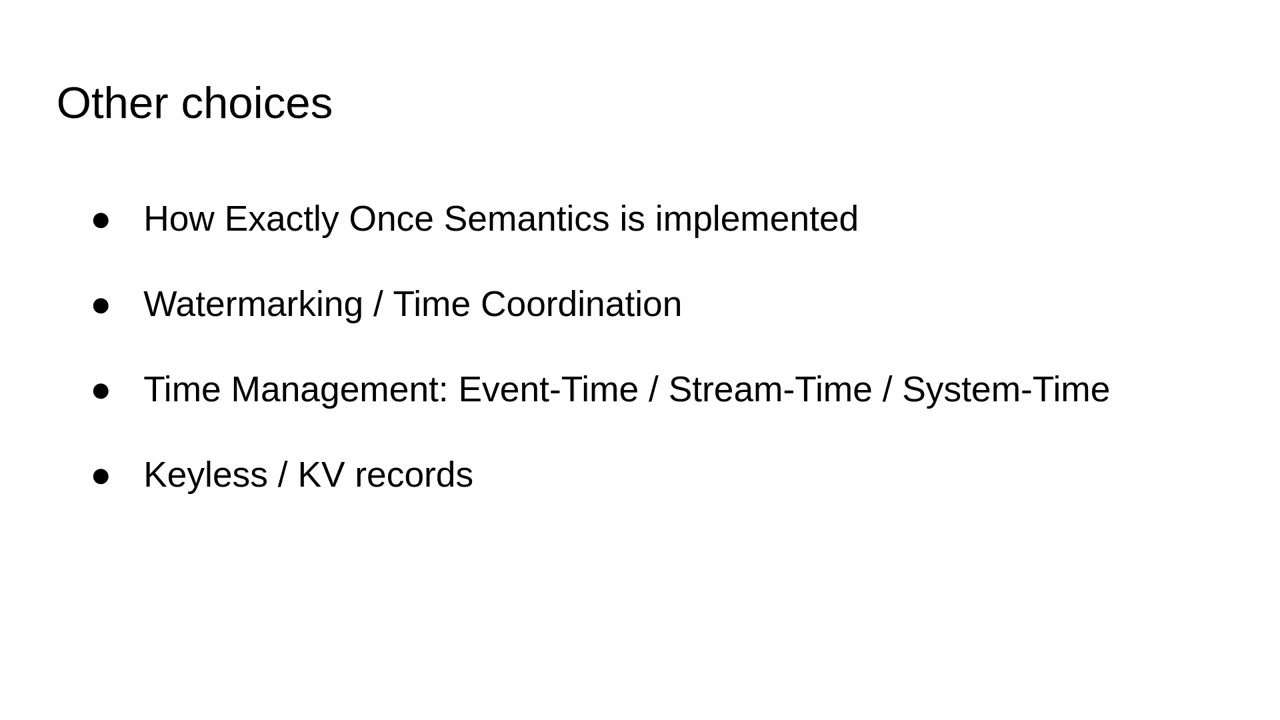 Other choices
● How Exactly Once Semantics is implemented
● Watermarking / Time Coordination
● Time Management: Event-Time / Stream-Time / System-Time
● Keyless / KV records